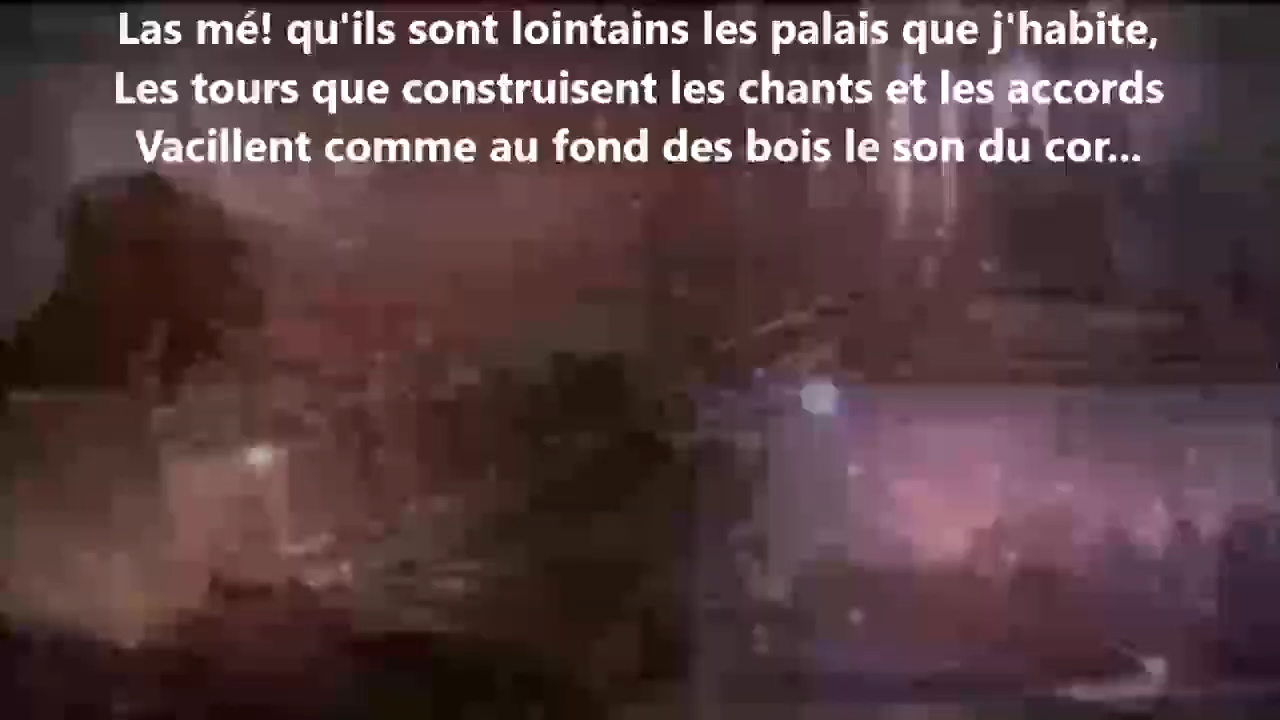 Las mé! qu'ils sont lointains les palais que j'habite,
Les tours que construisent les chants et les accords
Vacillent comme au fond des bois le son du cor...